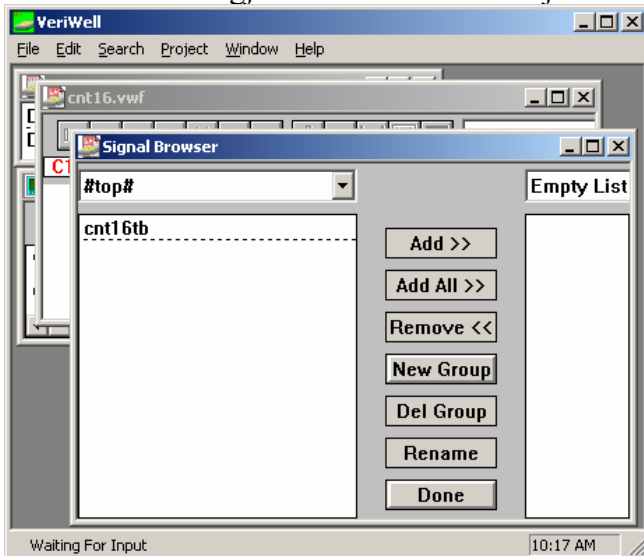 VeriWell
File Edit Search Project Window Help
cnt16.vwf
C1
Signal Browser
#top#
Empty List
cnt16tb
Add >>
Add All >>
Remove <<
New Group
Del Group
Rename
Done
Waiting For Input
10:17 AM